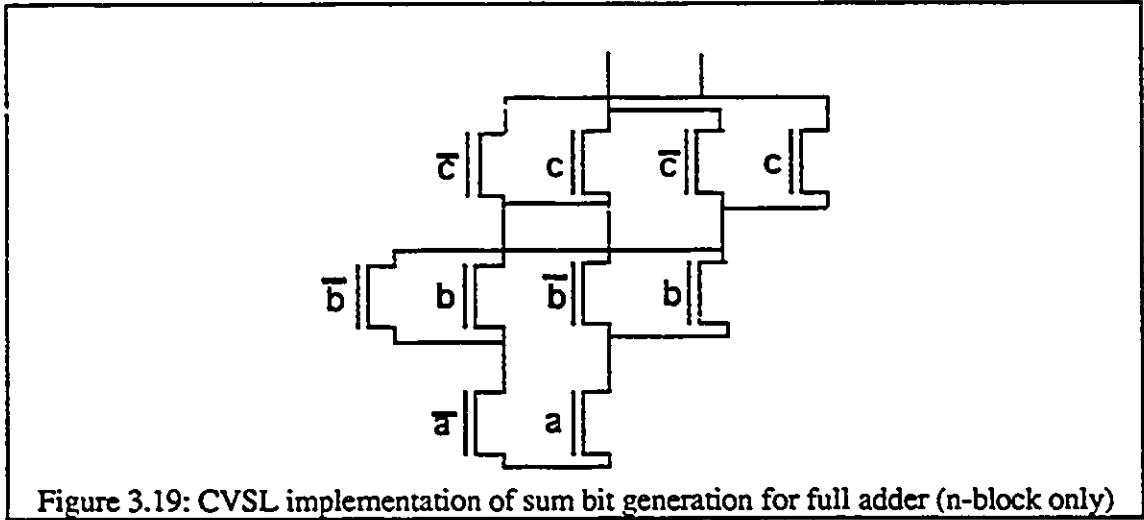 c̅ c c̅ c
b̅ b b̅ b
a̅ a
Figure 3.19: CVSL implementation of sum bit generation for full adder (n-block only)